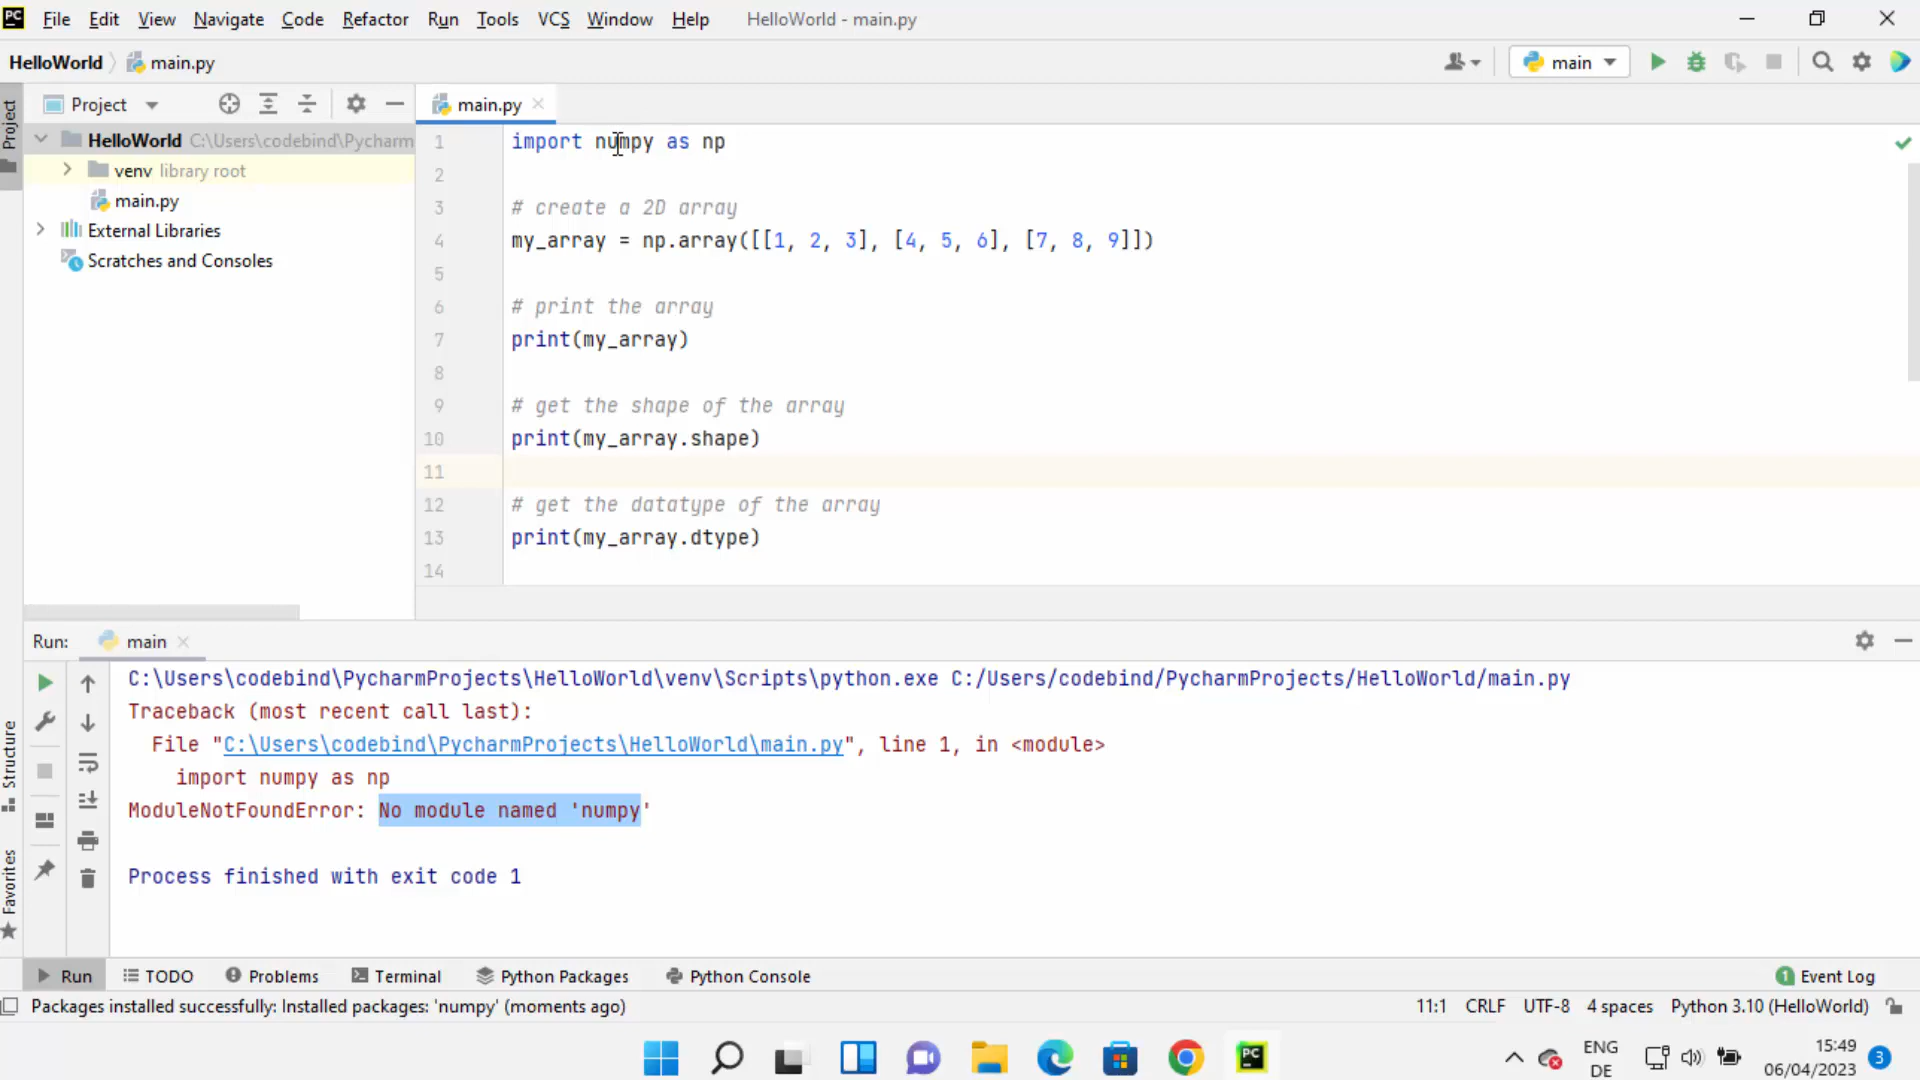 PC File Edit View Navigate Code Refactor Run Tools VCS Window Help HelloWorld - main.py
HelloWorld main.py main
Project main.py
Project
HelloWorld C:\Users\codebind\Pycharm
venv library root
main.py
External Libraries
Scratches and Consoles
1 import numpy as np
2
3 # create a 2D array
4 my_array = np.array([[1, 2, 3], [4, 5, 6], [7, 8, 9]])
5
6 # print the array
7 print(my_array)
8
9 # get the shape of the array
10 print(my_array.shape)
11
12 # get the datatype of the array
13 print(my_array.dtype)
14
Run: main
Structure
Favorites
C:\Users\codebind\PycharmProjects\HelloWorld\venv\Scripts\python.exe C:/Users/codebind/PycharmProjects/HelloWorld/main.py
Traceback (most recent call last):
File "C:\Users\codebind\PycharmProjects\HelloWorld\main.py", line 1, in <module>
import numpy as np
ModuleNotFoundError: No module named 'numpy'
Process finished with exit code 1
Run TODO Problems Terminal Python Packages Python Console 1 Event Log
Packages installed successfully: Installed packages: 'numpy' (moments ago) 11:1 CRLF UTF-8 4 spaces Python 3.10 (HelloWorld)
PC
ENG
DE
15:49
06/04/2023
3